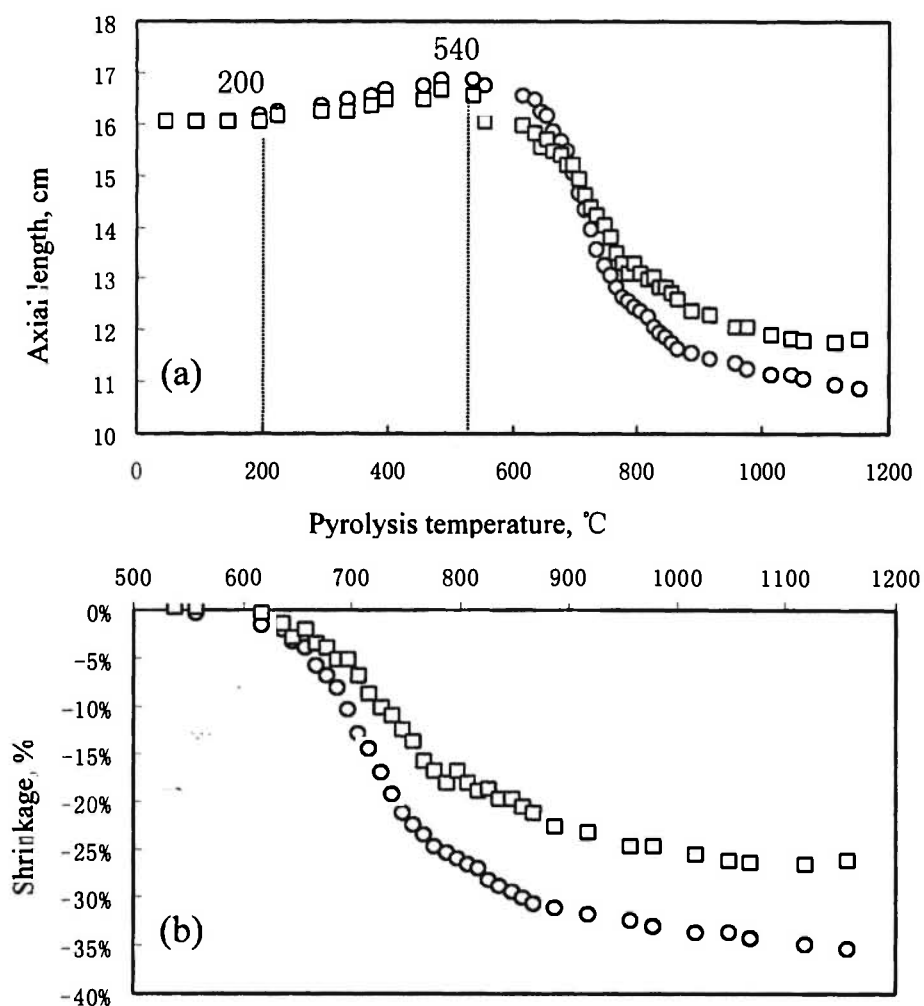 18
17
16
15
14
13
12
11
10
540
200
Axial length, cm
(a)
0 200 400 600 800 1000 1200
Pyrolysis temperature, ℃
500 600 700 800 900 1000 1100 1200
0%
-5%
-10%
-15%
-20%
-25%
-30%
-35%
-40%
Shrinkage, %
(b)